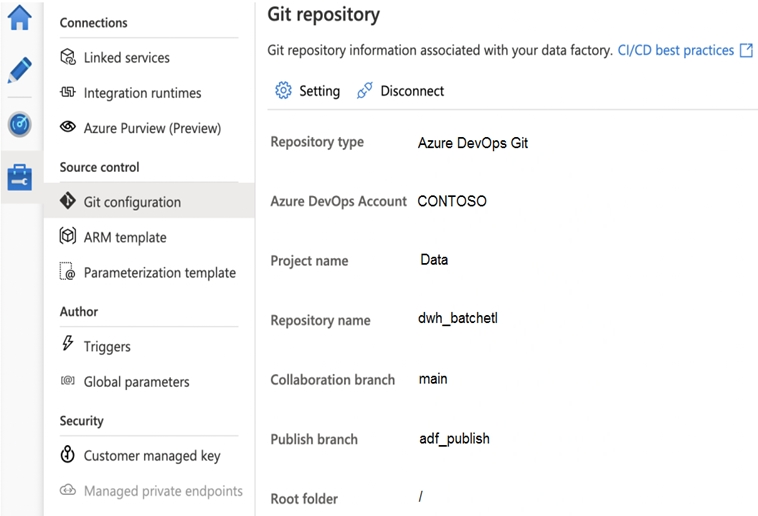 Connections
Linked services
Integration runtimes
Azure Purview (Preview)
Source control
Git configuration
ARM template
Parameterization template
Author
Triggers
Global parameters
Security
Customer managed key
Managed private endpoints
Git repository
Git repository information associated with your data factory. CI/CD best practices
Setting Disconnect
Repository type Azure DevOps Git
Azure DevOps Account CONTOSO
Project name Data
Repository name dwh_batchetl
Collaboration branch main
Publish branch adf_publish
Root folder /